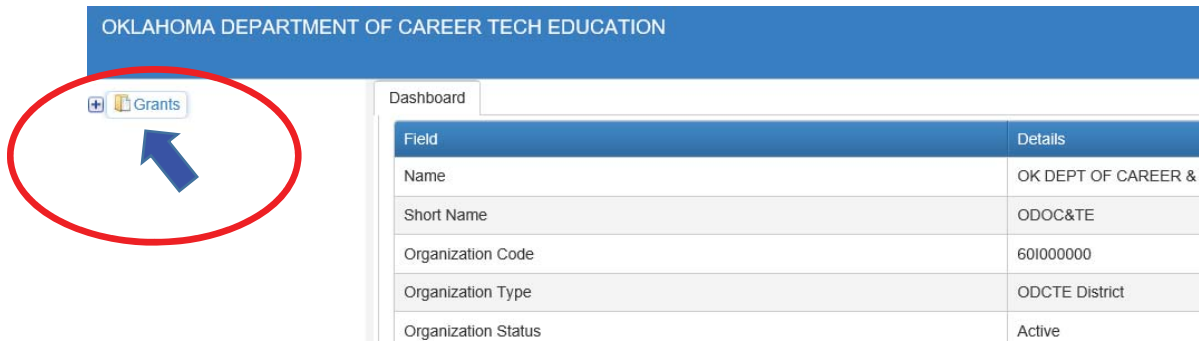 OKLAHOMA DEPARTMENT OF CAREER TECH EDUCATION
Grants
Dashboard
Field Details
Name OK DEPT OF CAREER &
Short Name ODOC&TE
Organization Code 60I000000
Organization Type ODCTE District
Organization Status Active